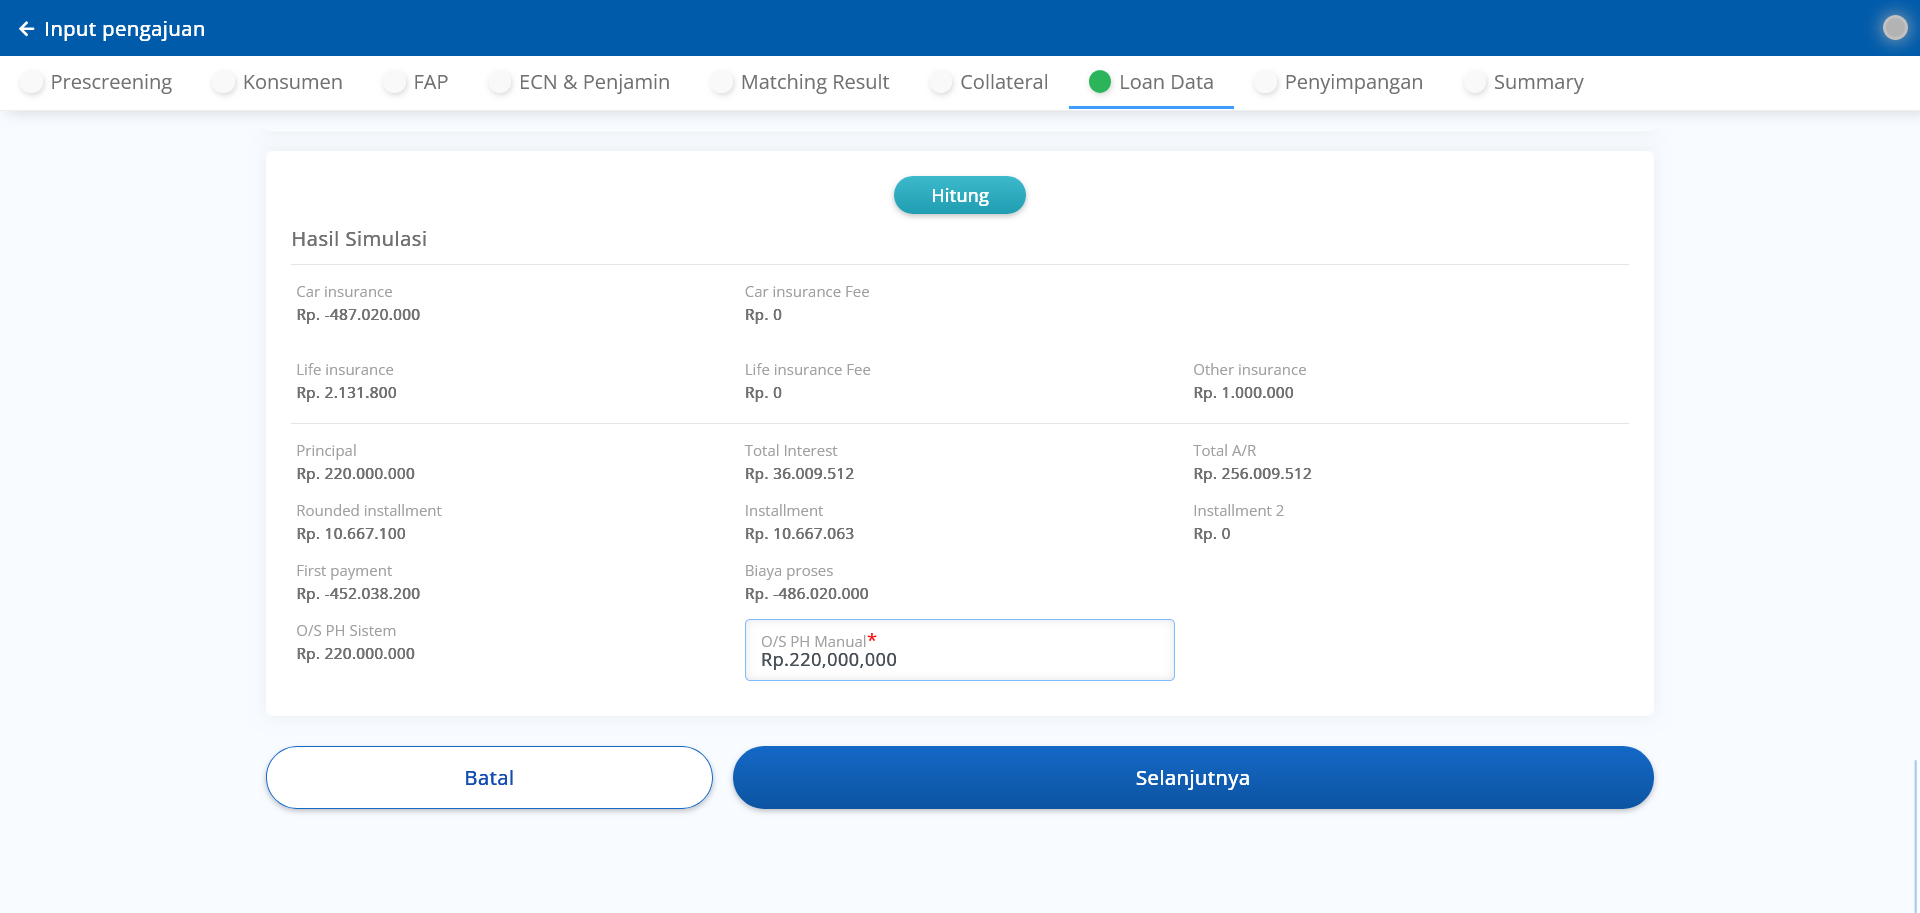 Input pengajuan
Prescreening Konsumen FAP ECN & Penjamin Matching Result Collateral Loan Data Penyimpangan Summary
Hitung
Hasil Simulasi
Car insurance Car insurance Fee
Rp. -487.020.000 Rp. 0
Life insurance Life insurance Fee Other insurance
Rp. 2.131.800 Rp. 0 Rp. 1.000.000
Principal Total Interest Total A/R
Rp. 220.000.000 Rp. 36.009.512 Rp. 256.009.512
Rounded installment Installment Installment 2
Rp. 10.667.100 Rp. 10.667.063 Rp. 0
First payment Biaya proses
Rp. -452.038.200 Rp. -486.020.000
O/S PH Sistem O/S PH Manual*
Rp. 220.000.000 Rp.220,000,000
Batal Selanjutnya